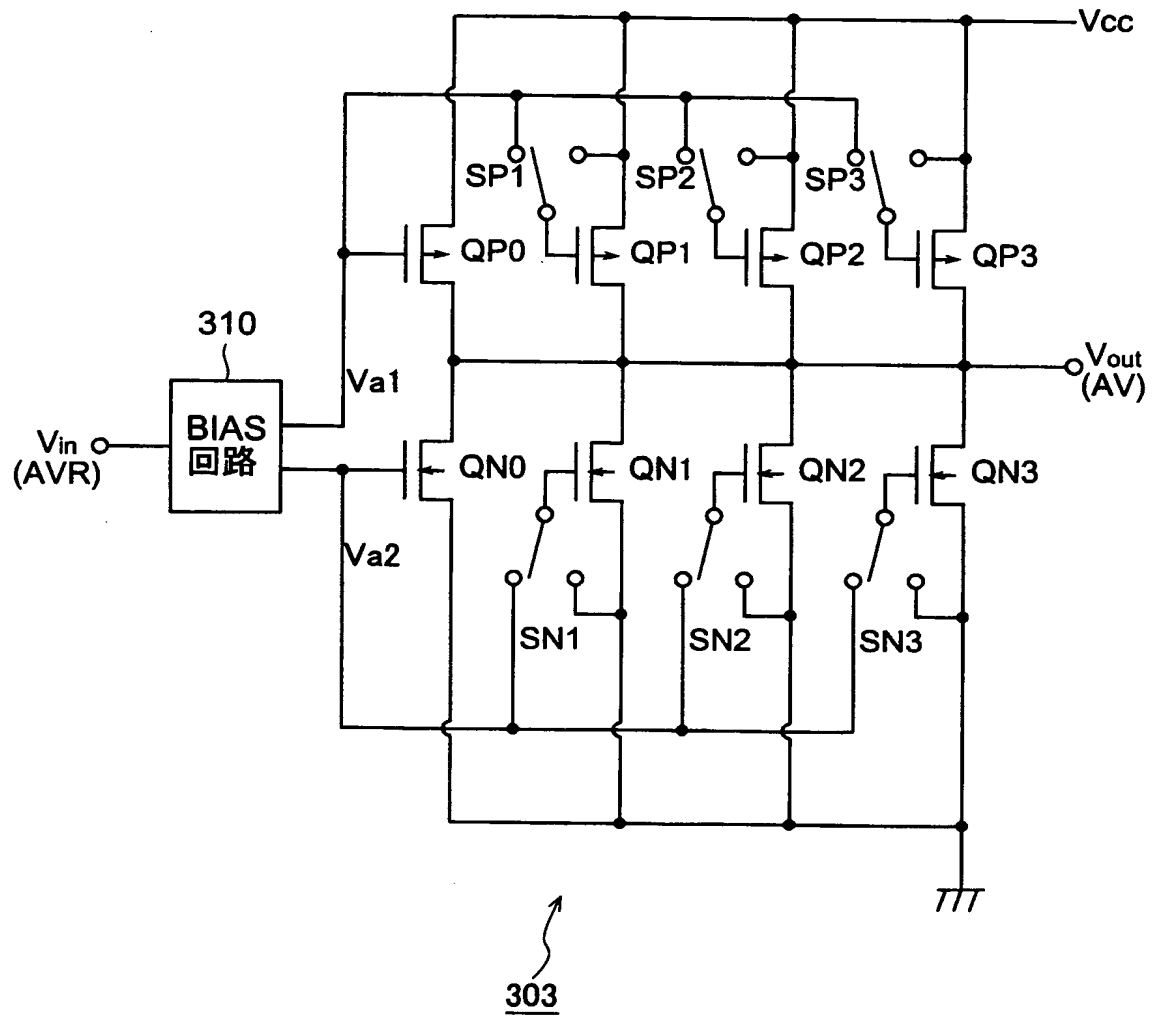 Vcc
SP1
SP2
SP3
QP0
QP1
QP2
QP3
310
Va1
Vout
(AV)
Vin
(AVR)
BIAS
回路
QN0
QN1
QN2
QN3
Va2
SN1
SN2
SN3
303